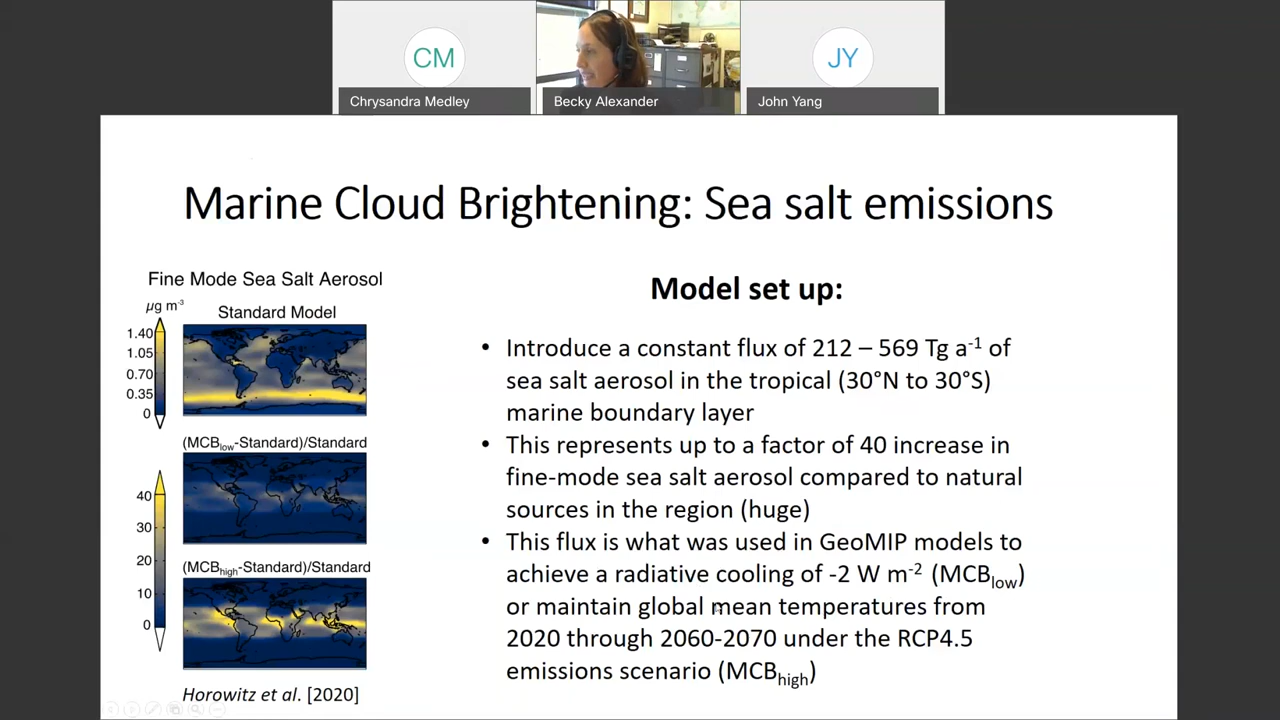 CM
JY
Chrysandra Medley
Becky Alexander
John Yang
Marine Cloud Brightening: Sea salt emissions
Fine Mode Sea Salt Aerosol
µg m-3
Standard Model
1.40
1.05
0.70
0.35
0
(MCBlow-Standard)/Standard
40
30
20
10
0
(MCBhigh-Standard)/Standard
Horowitz et al. [2020]
Model set up:
• Introduce a constant flux of 212 – 569 Tg a-1 of
sea salt aerosol in the tropical (30°N to 30°S)
marine boundary layer
• This represents up to a factor of 40 increase in
fine-mode sea salt aerosol compared to natural
sources in the region (huge)
• This flux is what was used in GeoMIP models to
achieve a radiative cooling of -2 W m-2 (MCBlow)
or maintain global mean temperatures from
2020 through 2060-2070 under the RCP4.5
emissions scenario (MCBhigh)